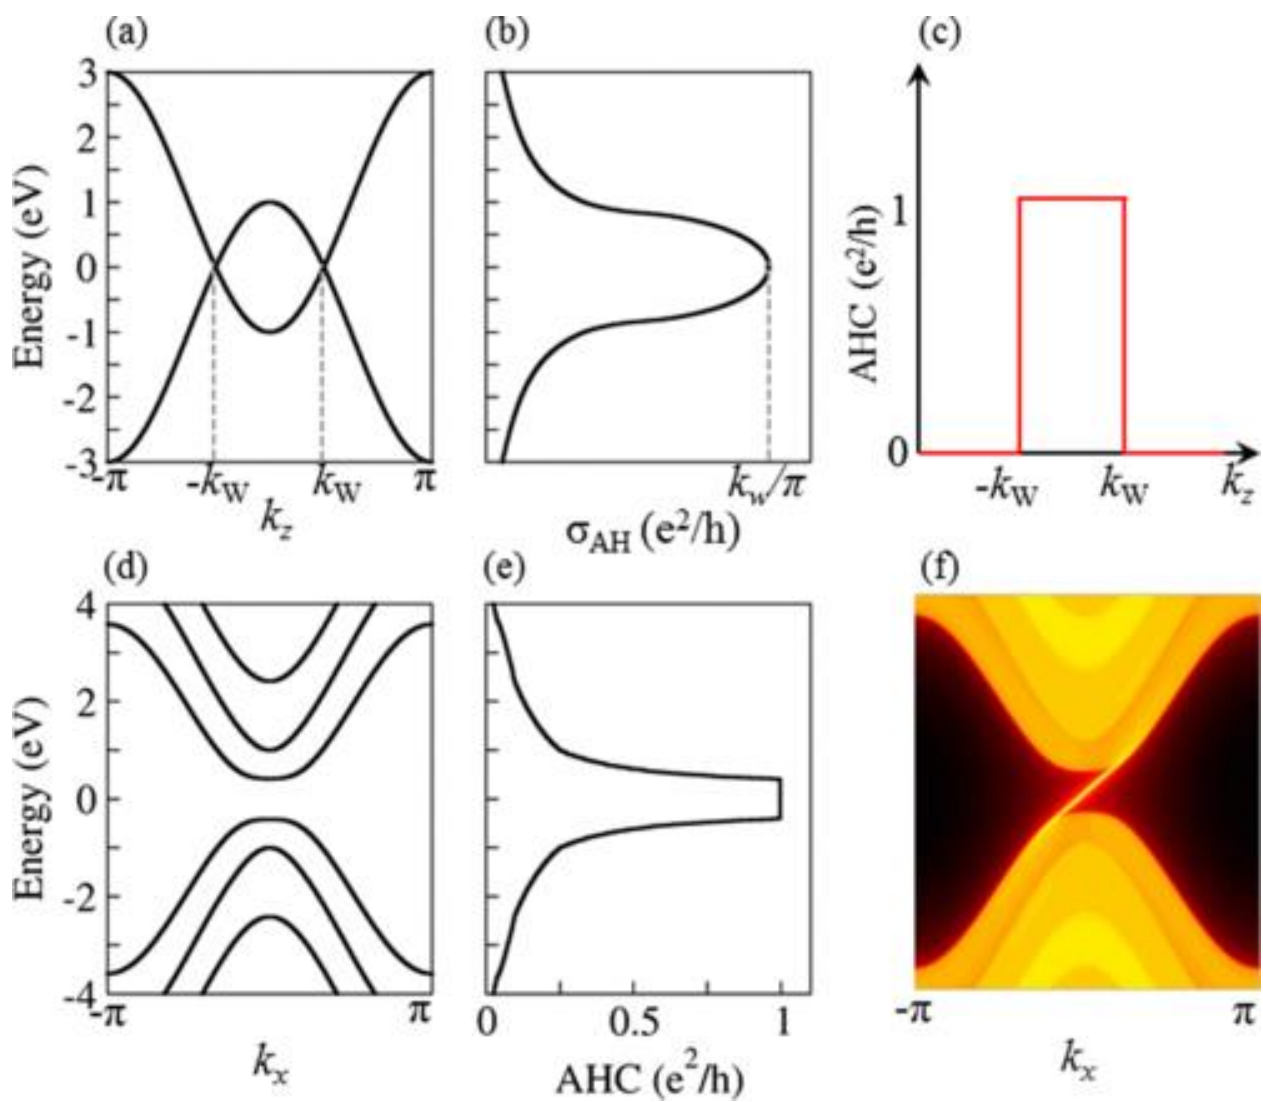 (a)
Energy (eV)
3
2
1
0
-1
-2
-3
-π
-kW
kW
π
kz
(b)
kw/π
σAH (e²/h)
(c)
AHC (e²/h)
1
0
-kW
kW
kz
(d)
Energy (eV)
4
2
0
-2
-4
-π
π
kx
(e)
0
0.5
1
AHC (e²/h)
(f)
-π
π
kx